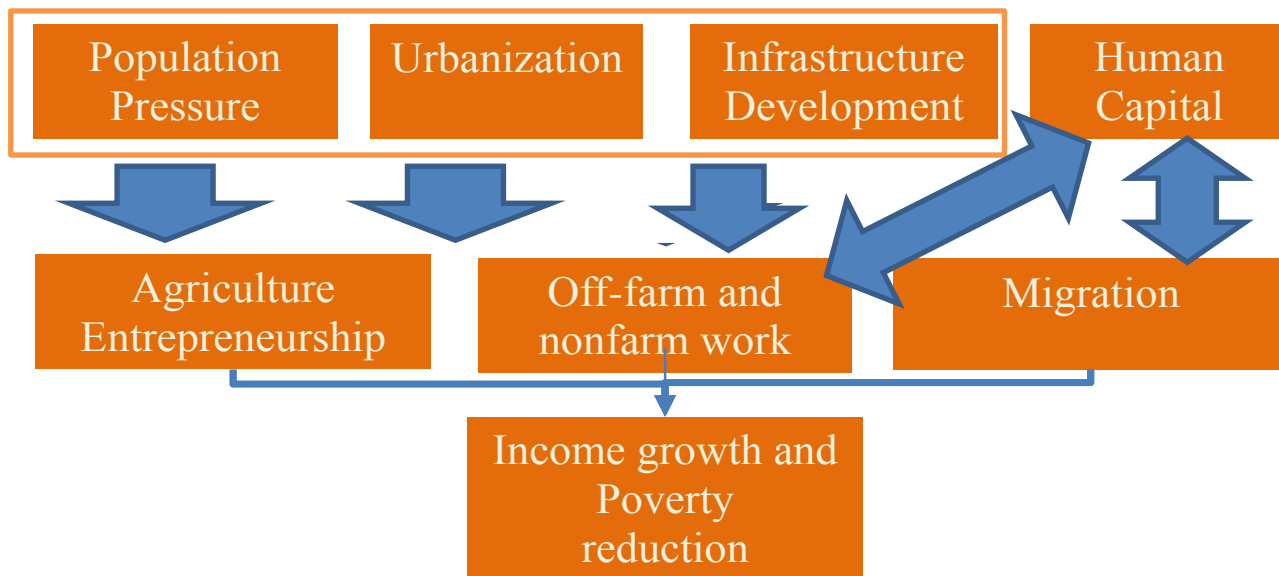 Population
Pressure
Urbanization
Infrastructure
Development
Human
Capital
Agriculture
Entrepreneurship
Off-farm and
nonfarm work
Migration
Income growth and
Poverty
reduction